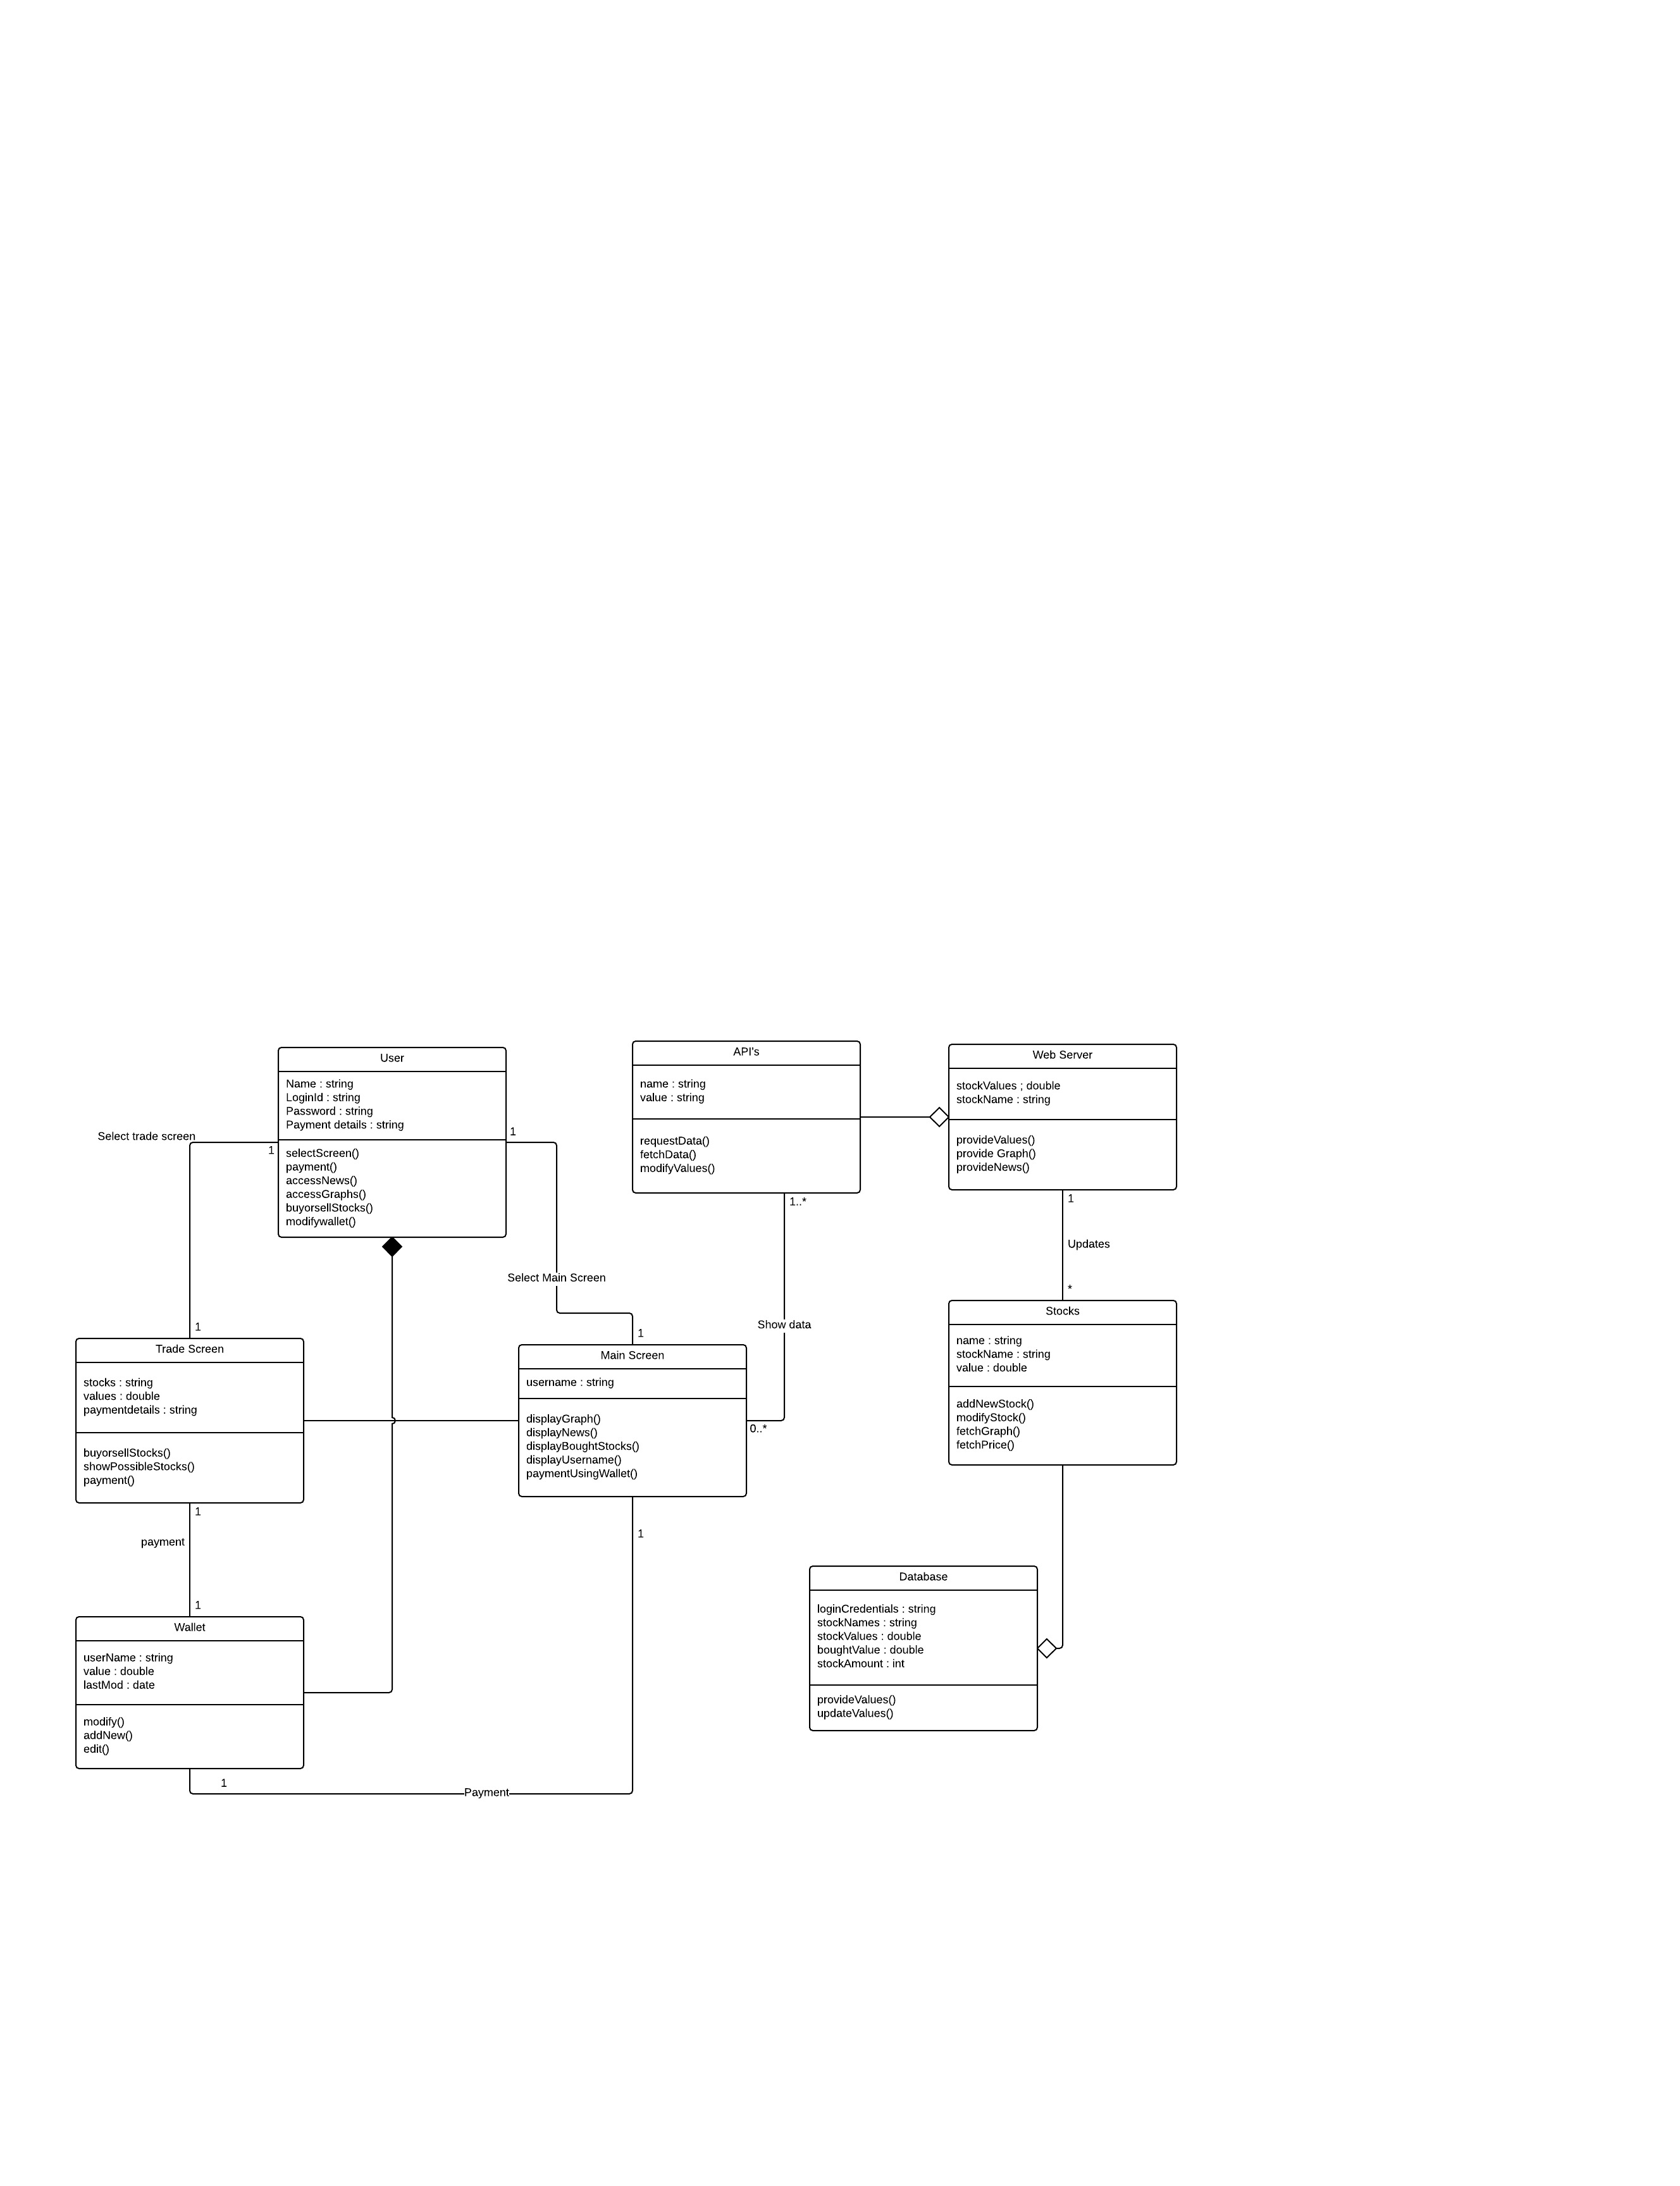 User
Name : string
LoginId : string
Password : string
Payment details : string
selectScreen()
payment()
accessNews()
accessGraphs()
buyorsellStocks()
modifywallet()
API's
name : string
value : string
requestData()
fetchData()
modifyValues()
Web Server
stockValues ; double
stockName : string
provideValues()
provide Graph()
provideNews()
Select trade screen
1
1
1
1
Select Main Screen
1
1..*
Show data
0..*
1
Updates
*
Trade Screen
stocks : string
values : double
paymentdetails : string
buyorsellStocks()
showPossibleStocks()
payment()
Main Screen
username : string
displayGraph()
displayNews()
displayBoughtStocks()
displayUsername()
paymentUsingWallet()
Stocks
name : string
stockName : string
value : double
addNewStock()
modifyStock()
fetchGraph()
fetchPrice()
1
payment
1
Wallet
userName : string
value : double
lastMod : date
modify()
addNew()
edit()
Database
loginCredentials : string
stockNames : string
stockValues : double
boughtValue : double
stockAmount : int
provideValues()
updateValues()
1
Payment